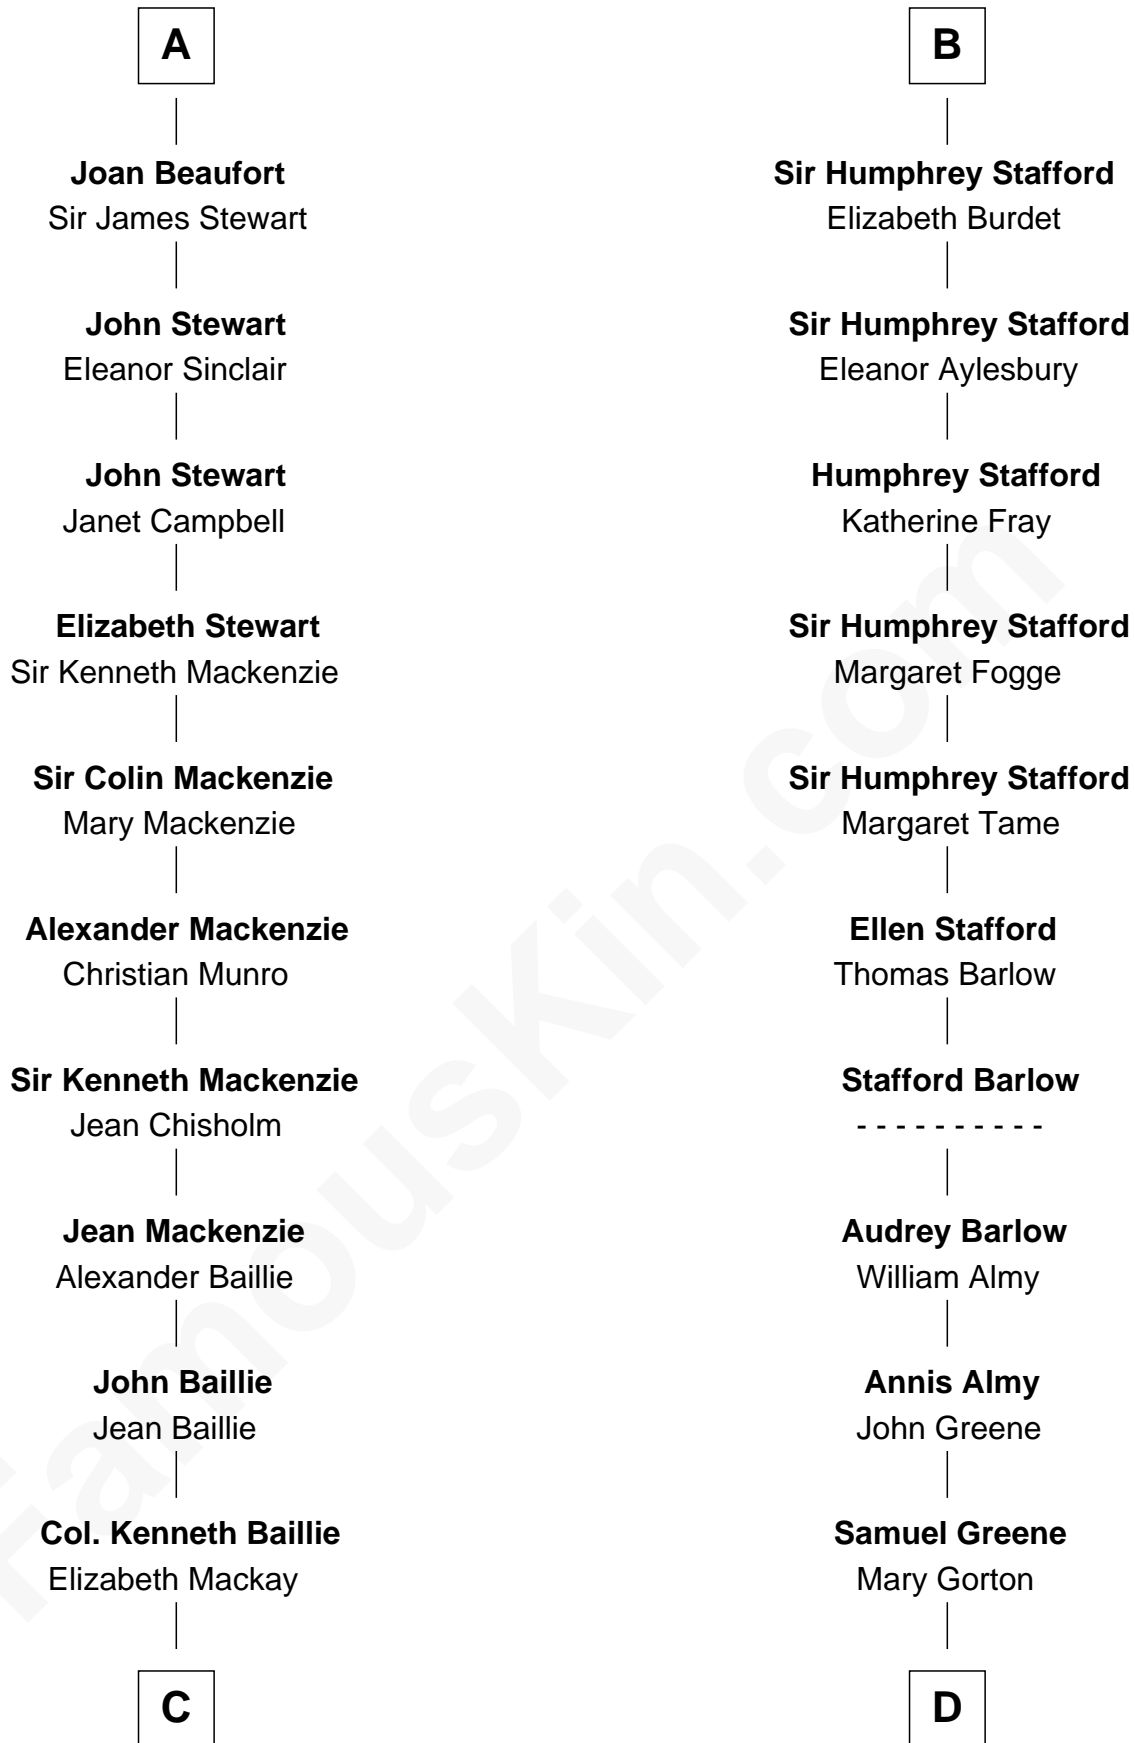 A
Joan Beaufort
Sir James Stewart
John Stewart
Eleanor Sinclair
John Stewart
Janet Campbell
Elizabeth Stewart
Sir Kenneth Mackenzie
Sir Colin Mackenzie
Mary Mackenzie
Alexander Mackenzie
Christian Munro
Sir Kenneth Mackenzie
Jean Chisholm
Jean Mackenzie
Alexander Baillie
John Baillie
Jean Baillie
Col. Kenneth Baillie
Elizabeth Mackay
C
B
Sir Humphrey Stafford
Elizabeth Burdet
Sir Humphrey Stafford
Eleanor Aylesbury
Humphrey Stafford
Katherine Fray
Sir Humphrey Stafford
Margaret Fogge
Sir Humphrey Stafford
Margaret Tame
Ellen Stafford
Thomas Barlow
Stafford Barlow
- - - - - - - - - -
Audrey Barlow
William Almy
Annis Almy
John Greene
Samuel Greene
Mary Gorton
D
FamousKin.com